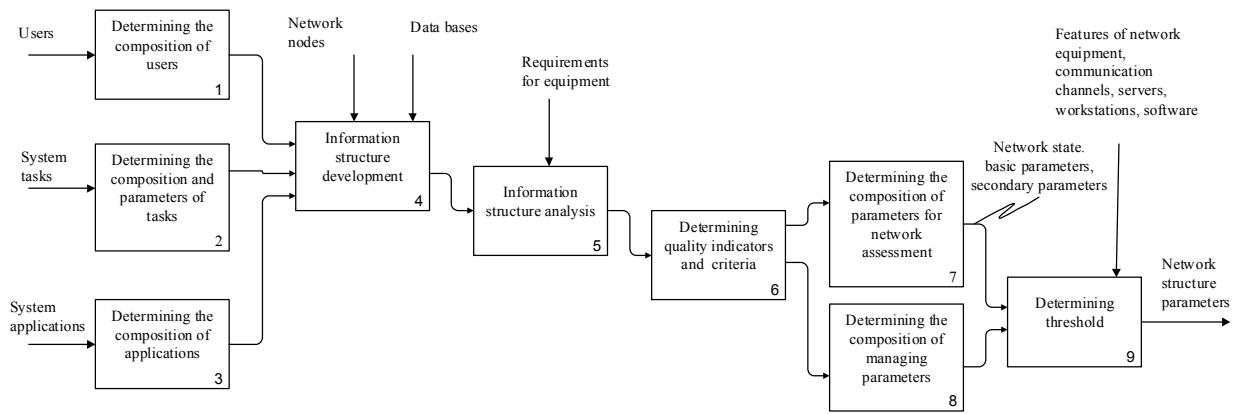 Users
Determining the
composition of
users
1
System
tasks
Determining the
composition and
parameters of
tasks
2
System
applications
Determining the
composition of
applications
3
Network
nodes
Data bases
Information
structure
development
4
Requirements
for equipment
Information
structure analysis
5
Determining
quality indicators
and criteria
6
Determining the
composition of
parameters for
network
assessment
7
Determining the
composition of
managing
parameters
8
Network state.
basic parameters,
secondary parameters
Features of network
equipment,
communication
channels, servers,
workstations, software
Determining
threshold
9
Network
structure
parameters